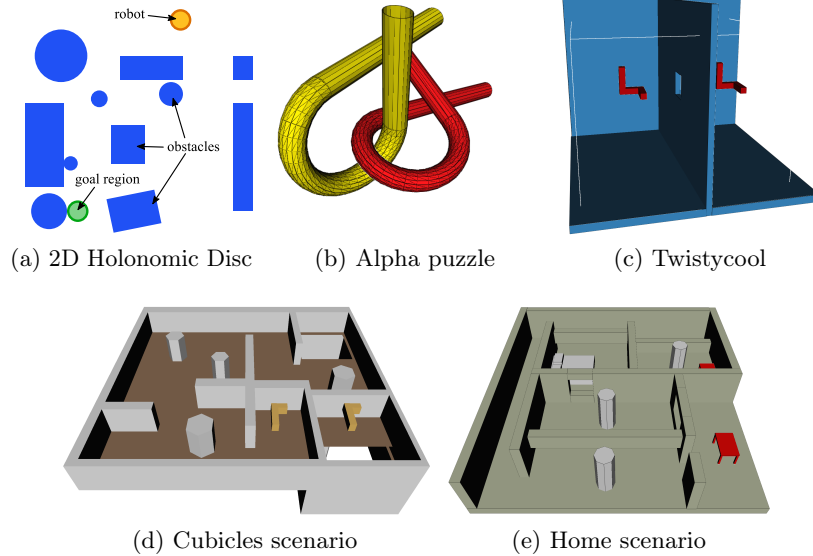 robot
obstacles
goal region
(a) 2D Holonomic Disc
(b) Alpha puzzle
(c) Twistycool
(d) Cubicles scenario
(e) Home scenario